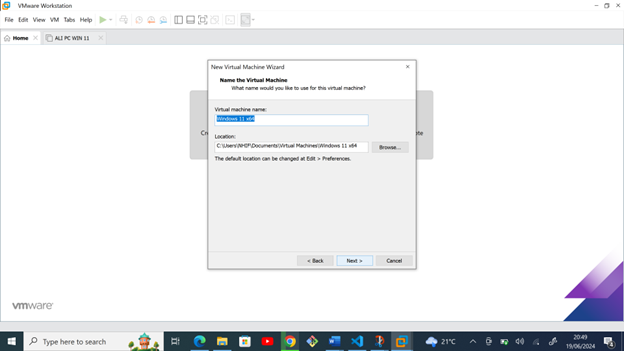 VMware Workstation
File Edit View VM Tabs Help
Home
ALI PC WIN 11
New Virtual Machine Wizard
Name the Virtual Machine
What name would you like to use for this virtual machine?
Virtual machine name:
Windows 11 x64
Location:
C:\Users\NHIF\Documents\Virtual Machines\Windows 11 x64
Browse...
The default location can be changed at Edit > Preferences.
< Back
Next >
Cancel
vmware
Type here to search
21°C
20:49
19/06/2024